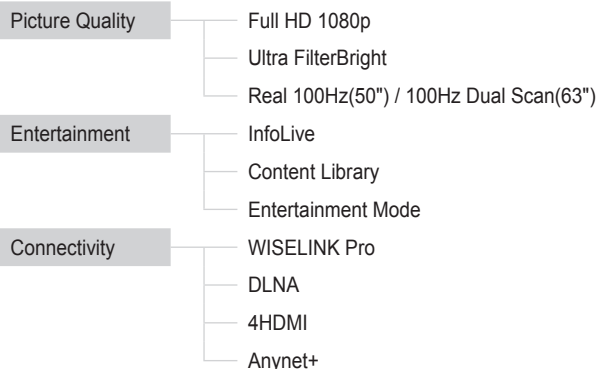 Picture Quality
Full HD 1080p
Ultra FilterBright
Real 100Hz(50") / 100Hz Dual Scan(63")
Entertainment
InfoLive
Content Library
Entertainment Mode
Connectivity
WISELINK Pro
DLNA
4HDMI
Anynet+